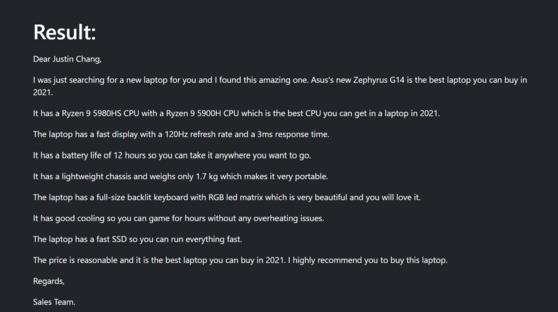 Result:
Dear Justin Chang,
I was just searching for a new laptop for you and I found this amazing one. Asus's new Zephyrus G14 is the best laptop you can buy in
2021.
It has a Ryzen 9 5980HS CPU with a Ryzen 9 5900H CPU which is the best CPU you can get in a laptop in 2021.
The laptop has a fast display with a 120Hz refresh rate and a 3ms response time.
It has a battery life of 12 hours so you can take it anywhere you want to go.
It has a lightweight chassis and weighs only 1.7 kg which makes it very portable.
The laptop has a full-size backlit keyboard with RGB led matrix which is very beautiful and you will love it.
It has good cooling so you can game for hours without any overheating issues.
The laptop has a fast SSD so you can run everything fast.
The price is reasonable and it is the best laptop you can buy in 2021. I highly recommend you to buy this laptop.
Regards,
Sales Team.